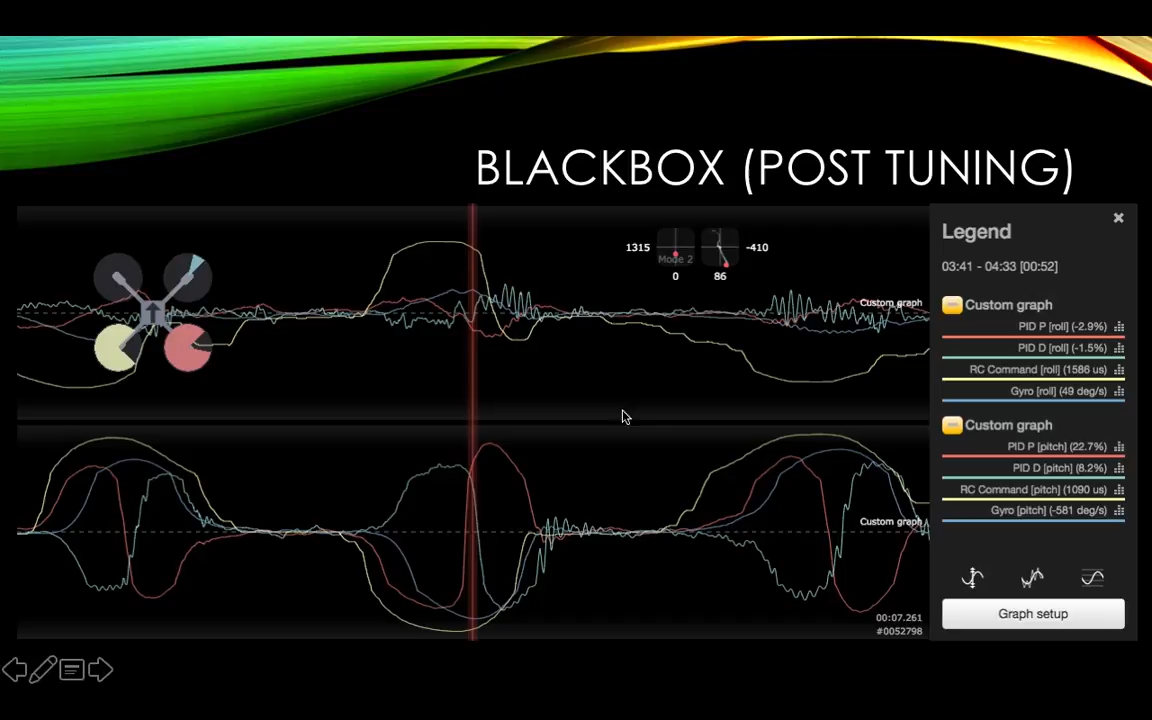 BLACKBOX (POST TUNING)
1315
-410
Mode 2
0
86
Custom graph
Custom graph
00:07.261
#0052798
Legend
03:41 - 04:33 [00:52]
Custom graph
PID P [roll] (-2.9%)
PID D [roll] (-1.5%)
RC Command [roll] (1586 us)
Gyro [roll] (49 deg/s)
Custom graph
PID P [pitch] (22.7%)
PID D [pitch] (8.2%)
RC Command [pitch] (1090 us)
Gyro [pitch] (-581 deg/s)
Graph setup